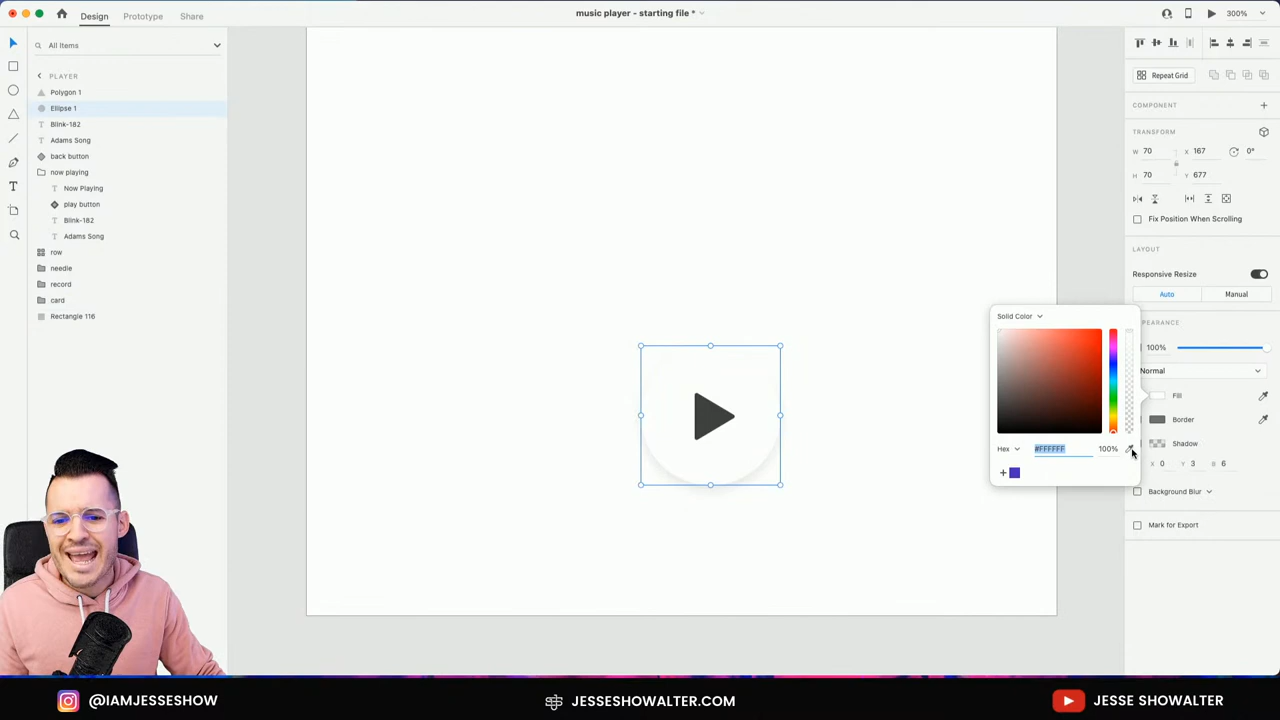 Design
Prototype
Share
music player - starting file *
300%
All Items
PLAYER
Polygon 1
Ellipse 1
Blink-182
Adams Song
back button
now playing
Now Playing
play button
Blink-182
Adams Song
row
needle
record
card
Rectangle 116
Repeat Grid
COMPONENT
TRANSFORM
W 70 X 167 0°
H 70 Y 677
Fix Position When Scrolling
LAYOUT
Responsive Resize
Auto Manual
PEARANCE
100%
Normal
Fill
Border
Shadow
X 0 Y 3 B 6
Background Blur
Mark for Export
Solid Color
Hex #FFFFFF 100%
@IAMJESSESHOW
JESSESHOWALTER.COM
JESSE SHOWALTER